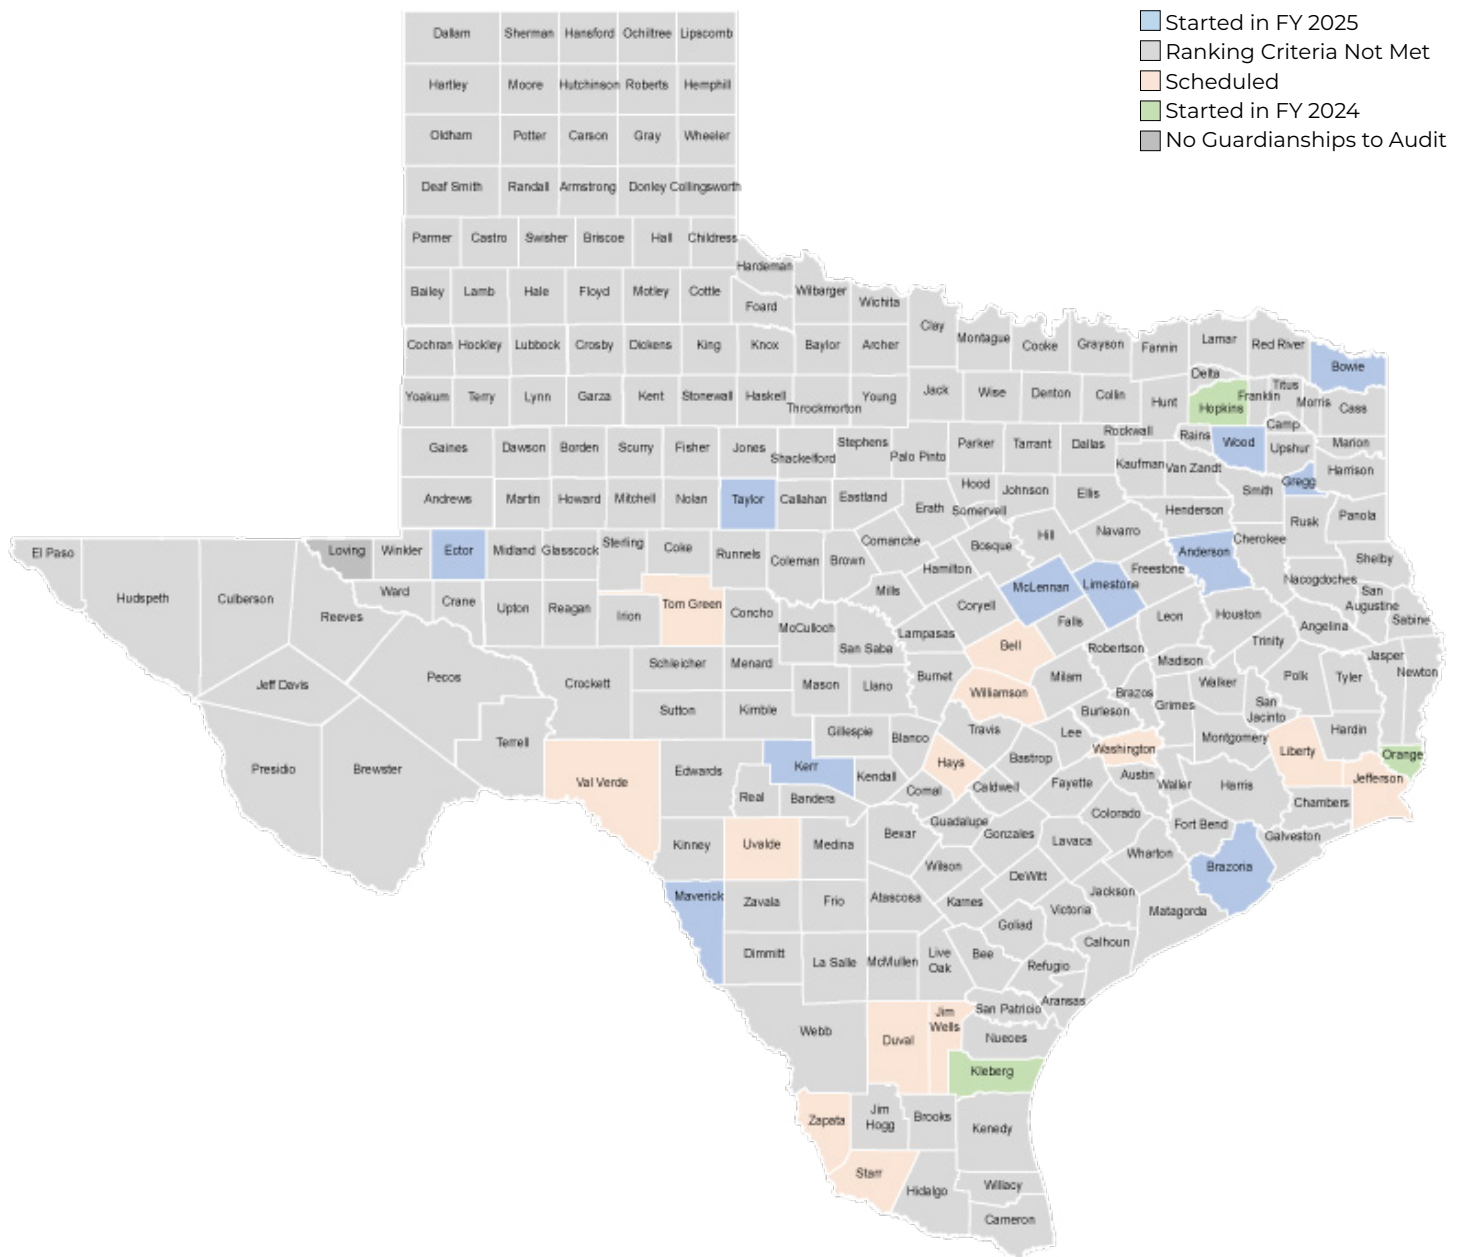 Started in FY 2025
Ranking Criteria Not Met
Scheduled
Started in FY 2024
No Guardianships to Audit
Dallam Sherman Hansford Ochiltree Lipscomb
Hartley Moore Hutchinson Roberts Hemphill
Oldham Potter Carson Gray Wheeler
Deaf Smith Randall Armstrong Donley Collingsworth
Parmer Castro Swisher Briscoe Hall Childress
Hardeman
Bailey Lamb Hale Floyd Motley Cottle Foard Wilbarger Wichita
Clay Montague Cooke Grayson Fannin Lamar Red River Bowie
Cochran Hockley Lubbock Crosby Dickens King Knox Baylor Archer
Delta Titus
Yoakum Terry Lynn Garza Kent Stonewall Haskell Throckmorton Young Jack Wise Denton Collin Hunt Hopkins Franklin Morris Cass
Camp
Gaines Dawson Borden Scurry Fisher Jones Shackelford Stephens Palo Pinto Parker Tarrant Dallas Rockwall Rains Wood Upshur Marion
Kaufman Van Zandt Gregg Harrison
Andrews Martin Howard Mitchell Nolan Taylor Callahan Eastland Erath Hood Somervell Johnson Ellis Henderson Smith Rusk Panola
El Paso Loving Winkler Ector Midland Glasscock Sterling Coke Runnels Coleman Brown Comanche Bosque Hill Navarro Anderson Cherokee Shelby
Hamilton Freestone Nacogdoches
Hudspeth Culberson Reeves Ward Crane Upton Reagan Irion Tom Green Concho McCulloch Mills Coryell McLennan Limestone Leon Houston San
Augustine
Sabine
San Saba Lampasas Falls Angelina
Bell Robertson Trinity
Jeff Davis Pecos Crockett Schleicher Menard Mason Llano Burnet Williamson Milam Madison Walker Polk Tyler Jasper Newton
Brazos Grimes San
Jacinto
Sutton Kimble Burleson
Gillespie Blanco Travis Lee Washington Montgomery Liberty Hardin Orange
Presidio Brewster Terrell Val Verde Edwards Kerr Kendall Hays Bastrop Austin Waller Harris Jefferson
Real Bandera Comal Caldwell Fayette Chambers
Guadalupe Colorado Fort Bend Galveston
Kinney Uvalde Medina Bexar Gonzales Lavaca Wharton Brazoria
Wilson DeWitt
Maverick Zavala Frio Atascosa Karnes Jackson Matagorda
Goliad Victoria
Dimmitt La Salle McMullen Live
Oak
Bee Refugio Calhoun
San Patricio Aransas
Webb Duval Jim
Wells
Nueces
Kleberg
Zapata Jim
Hogg
Brooks Kenedy
Starr Hidalgo Willacy
Cameron